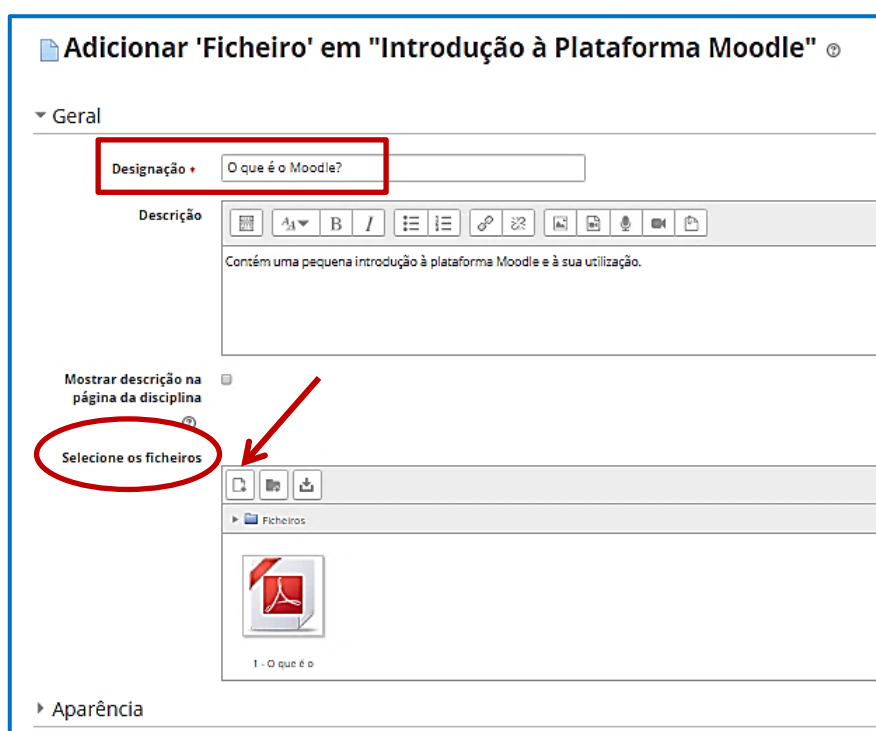 Adicionar 'Ficheiro' em "Introdução à Plataforma Moodle"
Geral
Designação
O que é o Moodle?
Descrição
B I
Contém uma pequena introdução à plataforma Moodle e à sua utilização.
Mostrar descrição na
página da disciplina
Selecione os ficheiros
Ficheiros
1 - O que é o
Aparência